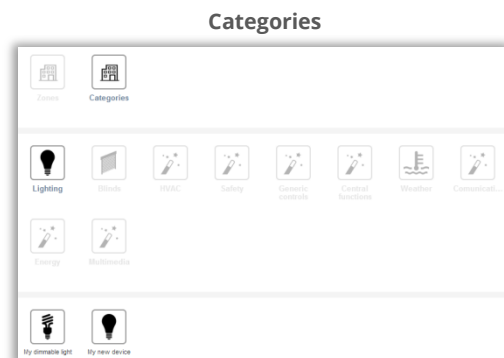 Categories
Zones
Categories
Lighting
Blinds
HVAC
Safety
Generic
controls
Central
functions
Weather
Comunicati...
Energy
Multimedia
My dimmable light
My new device